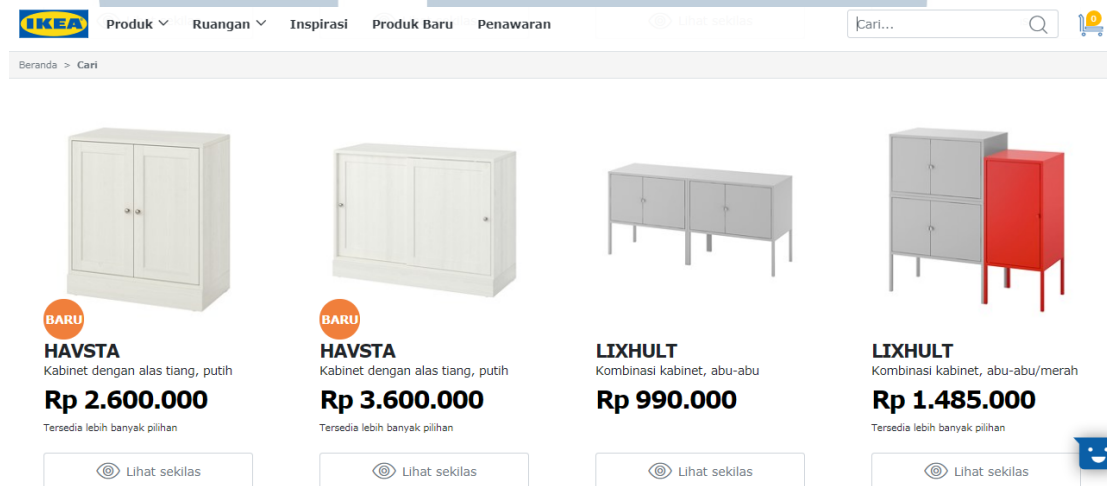 IKEA Produk Ruangan Inspirasi Produk Baru Penawaran Cari... 0
Beranda > Cari
BARU
HAVSTA
Kabinet dengan alas tiang, putih
Rp 2.600.000
Tersedia lebih banyak pilihan
Lihat sekilas
BARU
HAVSTA
Kabinet dengan alas tiang, putih
Rp 3.600.000
Tersedia lebih banyak pilihan
Lihat sekilas
LIXHULT
Kombinasi kabinet, abu-abu
Rp 990.000
Lihat sekilas
LIXHULT
Kombinasi kabinet, abu-abu/merah
Rp 1.485.000
Tersedia lebih banyak pilihan
Lihat sekilas